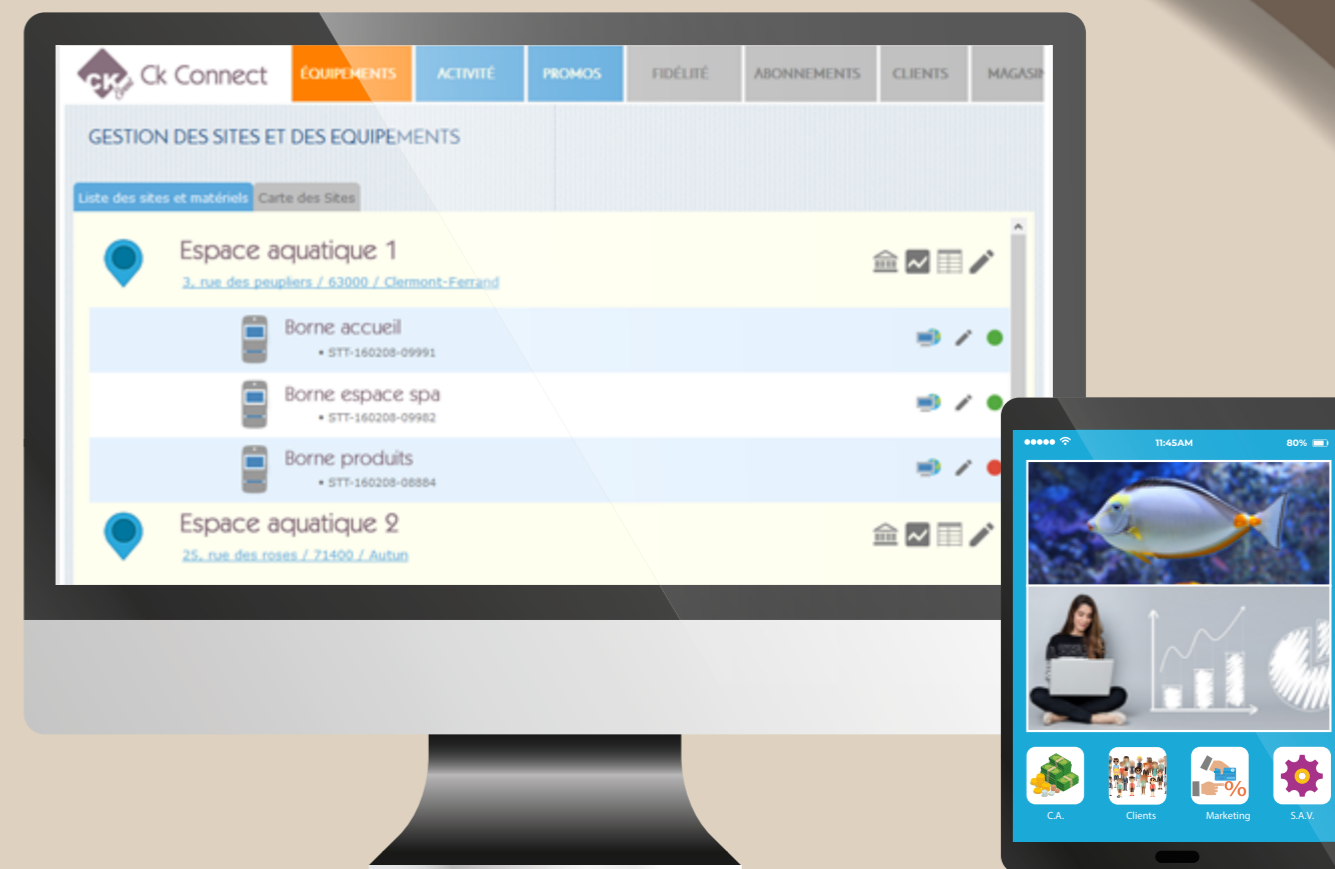 CK Ck Connect ÉQUIPEMENTS ACTIVITÉ PROMOS FIDÉLITÉ ABONNEMENTS CLIENTS
GESTION DES SITES ET DES EQUIPEMENTS
Liste des sites et matériels Carte des Sites
Espace aquatique 1
3, rue des peupliers / 63000 / Clermont-Ferrand
Borne accueil
• STT-160208-09991
Borne espace spa
• STT-160208-09982
Borne produits
• STT-160208-08884
Espace aquatique 2
25, rue des roses / 71400 / Autun
11:45AM 80%
%
C.A. Clients Marketing S.A.V.